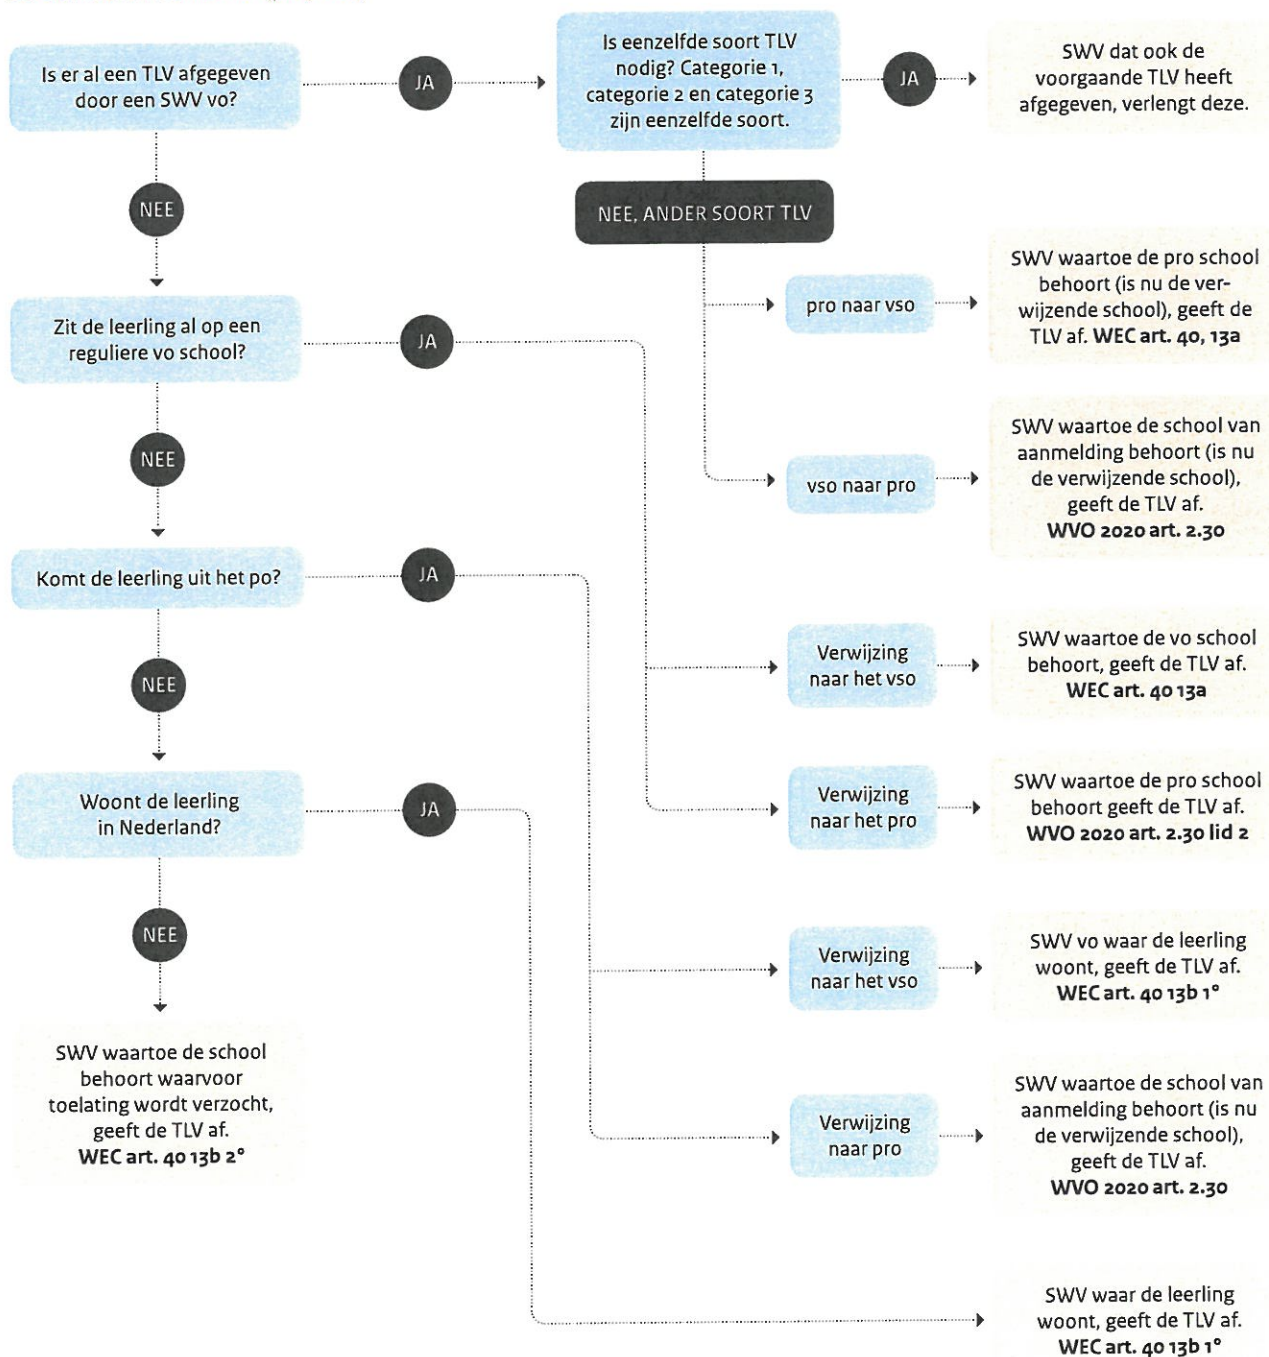 Is er al een TLV afgegeven
door een SWV vo?
JA
Is eenzelfde soort TLV
nodig? Categorie 1,
categorie 2 en categorie 3
zijn eenzelfde soort.
JA
SWV dat ook de
voorgaande TLV heeft
afgegeven, verlengt deze.
NEE
NEE, ANDER SOORT TLV
pro naar vso
SWV waartoe de pro school
behoort (is nu de ver-
wijzende school), geeft de
TLV af. WEC art. 40, 13a
vso naar pro
SWV waartoe de school van
aanmelding behoort (is nu
de verwijzende school),
geeft de TLV af.
WVO 2020 art. 2.30
Zit de leerling al op een
reguliere vo school?
JA
Verwijzing
naar het vso
SWV waartoe de vo school
behoort, geeft de TLV af.
WEC art. 40 13a
Verwijzing
naar het pro
SWV waartoe de pro school
behoort geeft de TLV af.
WVO 2020 art. 2.30 lid 2
NEE
Komt de leerling uit het po?
JA
Verwijzing
naar het vso
SWV vo waar de leerling
woont, geeft de TLV af.
WEC art. 40 13b 1°
Verwijzing
naar pro
SWV waartoe de school van
aanmelding behoort (is nu
de verwijzende school),
geeft de TLV af.
WVO 2020 art. 2.30
NEE
Woont de leerling
in Nederland?
JA
SWV waar de leerling
woont, geeft de TLV af.
WEC art. 40 13b 1°
NEE
SWV waartoe de school
behoort waarvoor
toelating wordt verzocht,
geeft de TLV af.
WEC art. 40 13b 2°